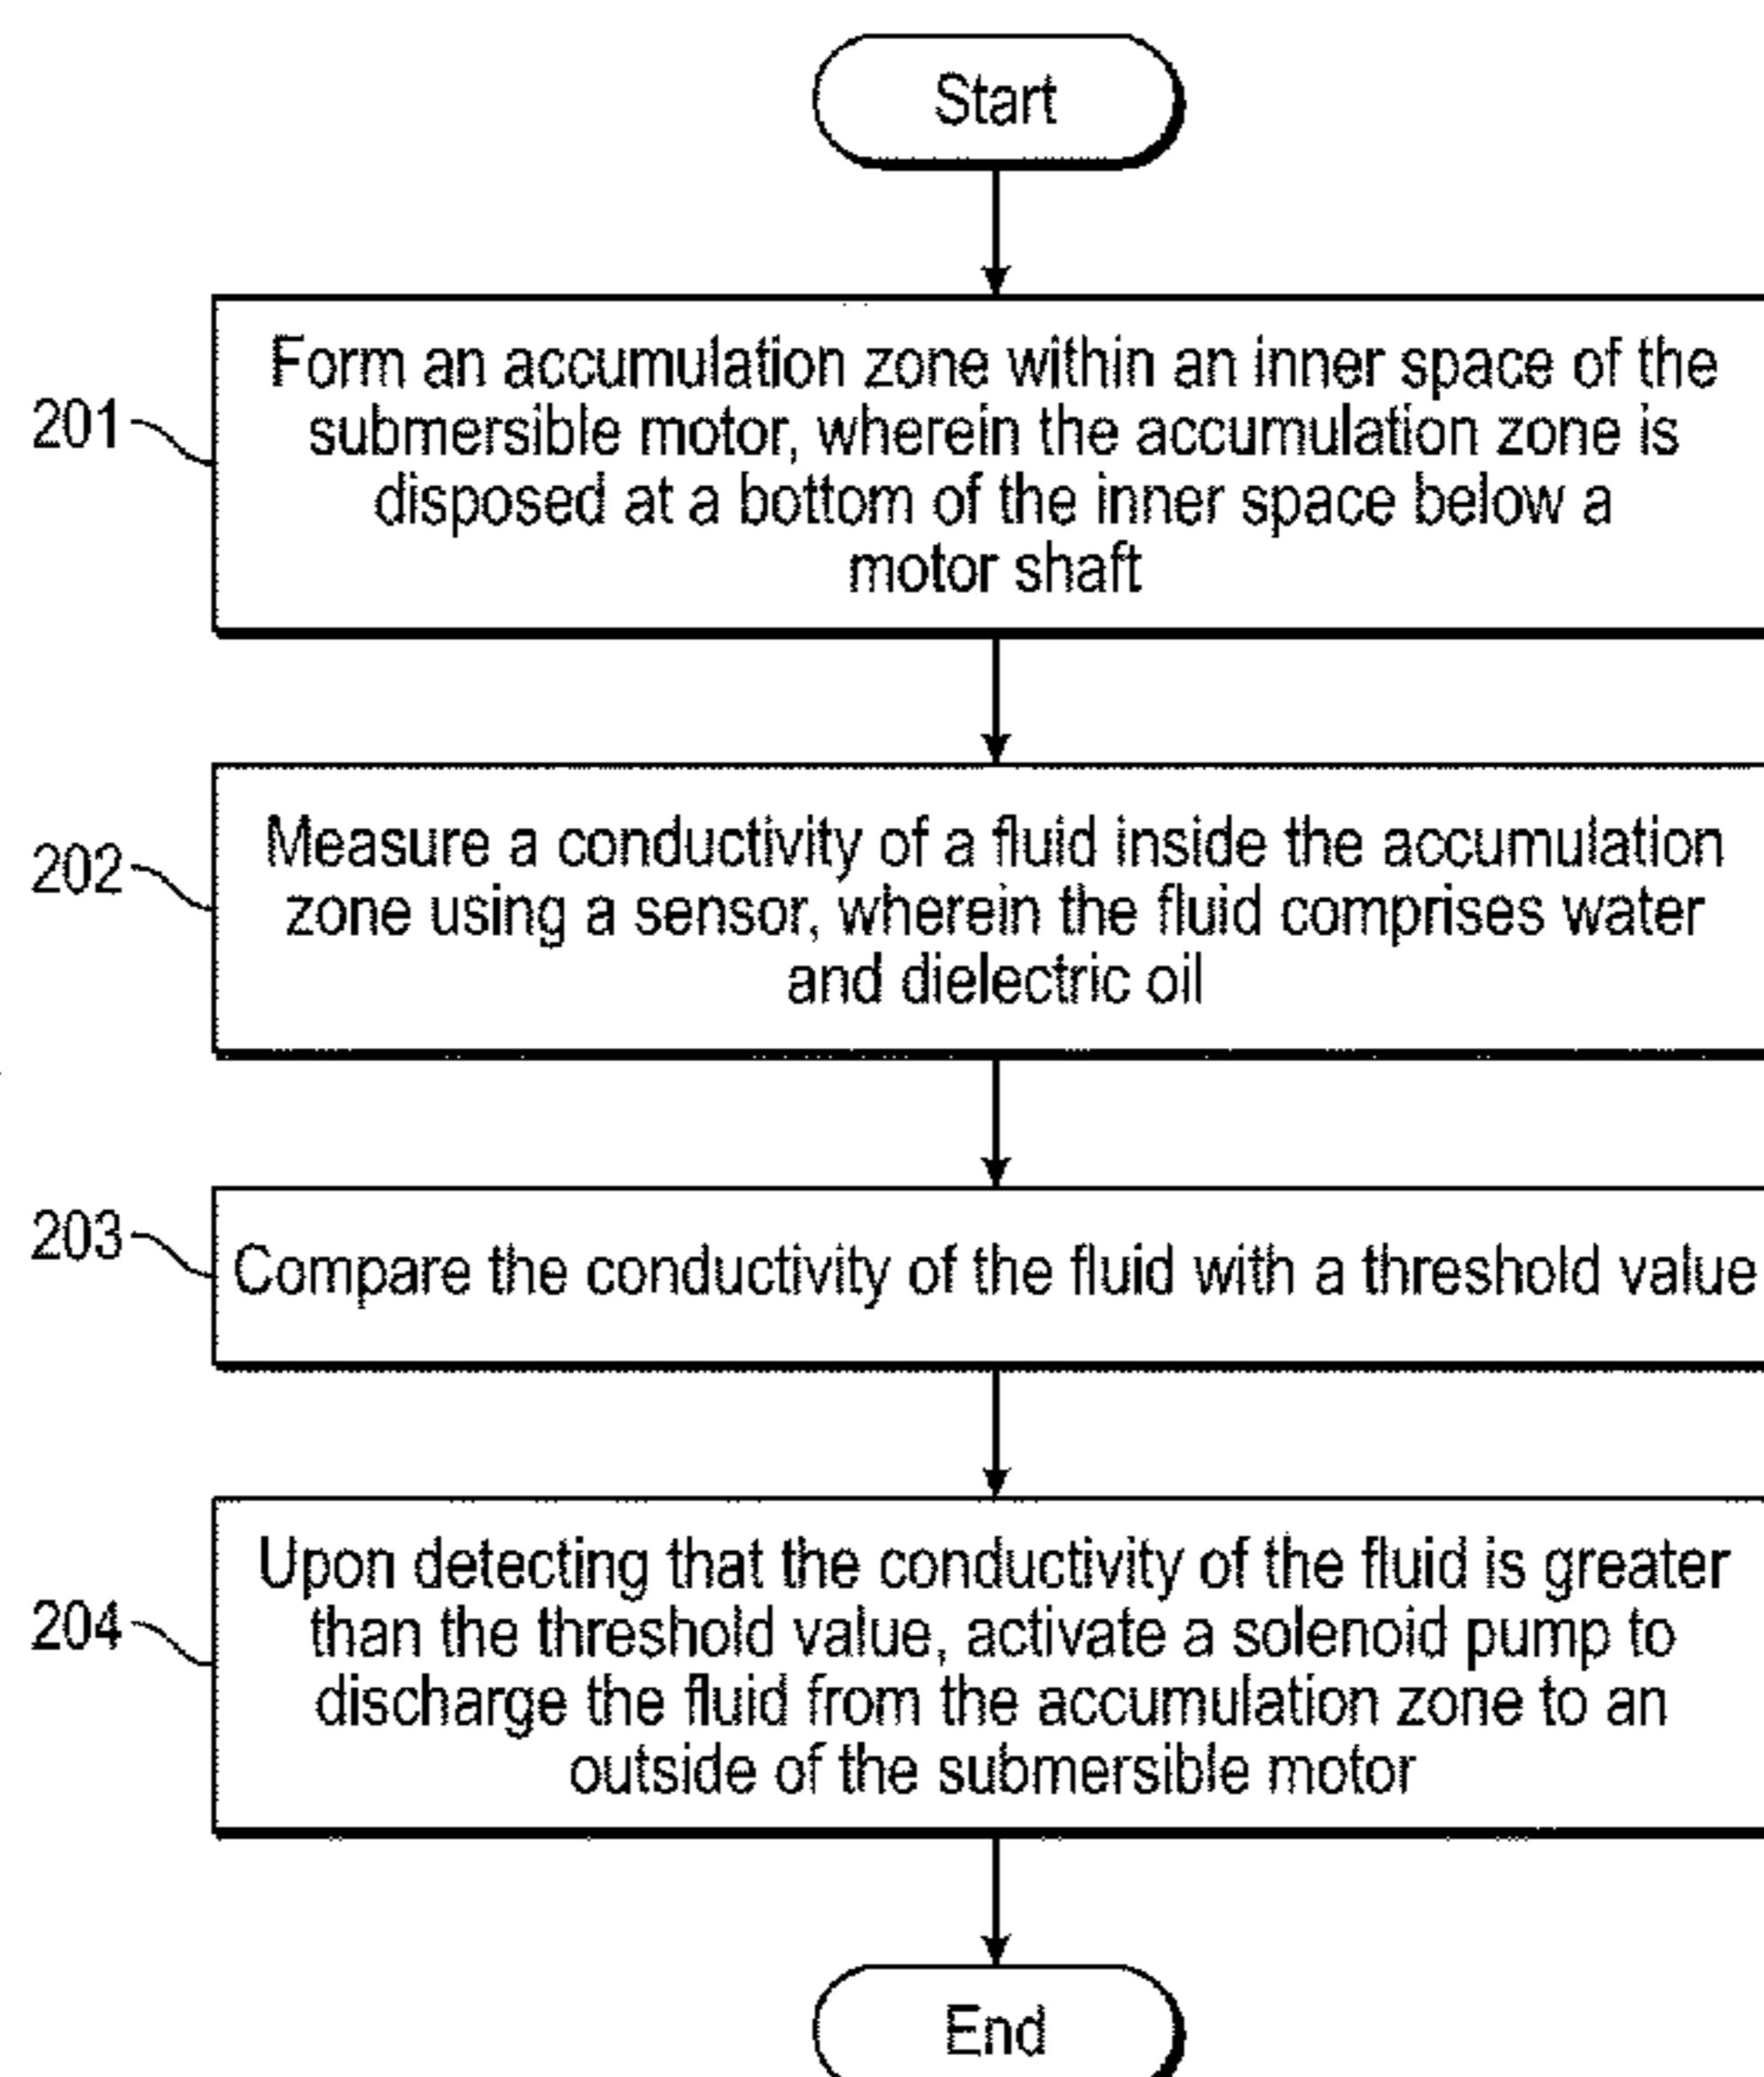 Start
201
Form an accumulation zone within an inner space of the
submersible motor, wherein the accumulation zone is
disposed at a bottom of the inner space below a
motor shaft
202
Measure a conductivity of a fluid inside the accumulation
zone using a sensor, wherein the fluid comprises water
and dielectric oil
203
Compare the conductivity of the fluid with a threshold value
204
Upon detecting that the conductivity of the fluid is greater
than the threshold value, activate a solenoid pump to
discharge the fluid from the accumulation zone to an
outside of the submersible motor
End